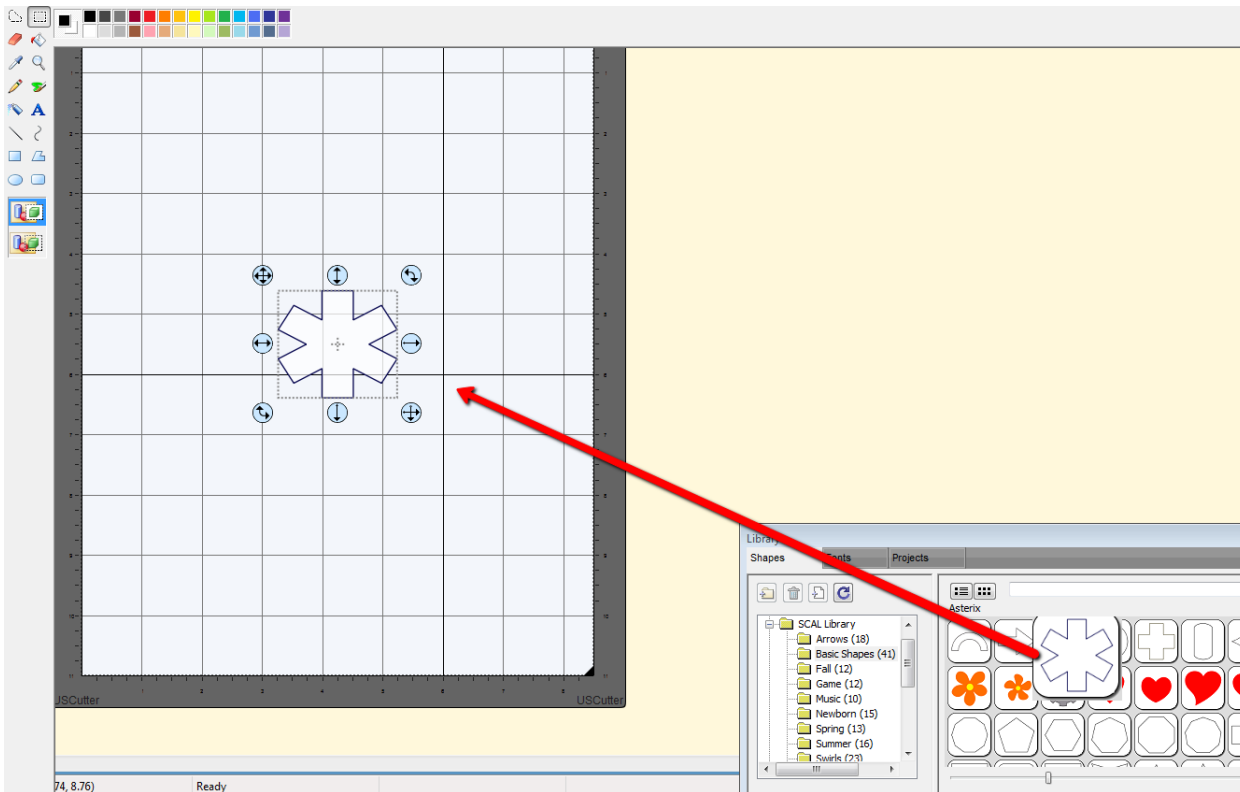 A
USCutter
USCutter
Library
Shapes
Projects
Asterix
SCAL Library
Arrows (18)
Basic Shapes (41)
Fall (12)
Game (12)
Music (10)
Newborn (15)
Spring (13)
Summer (16)
Swirls (23)
74, 8.76)
Ready